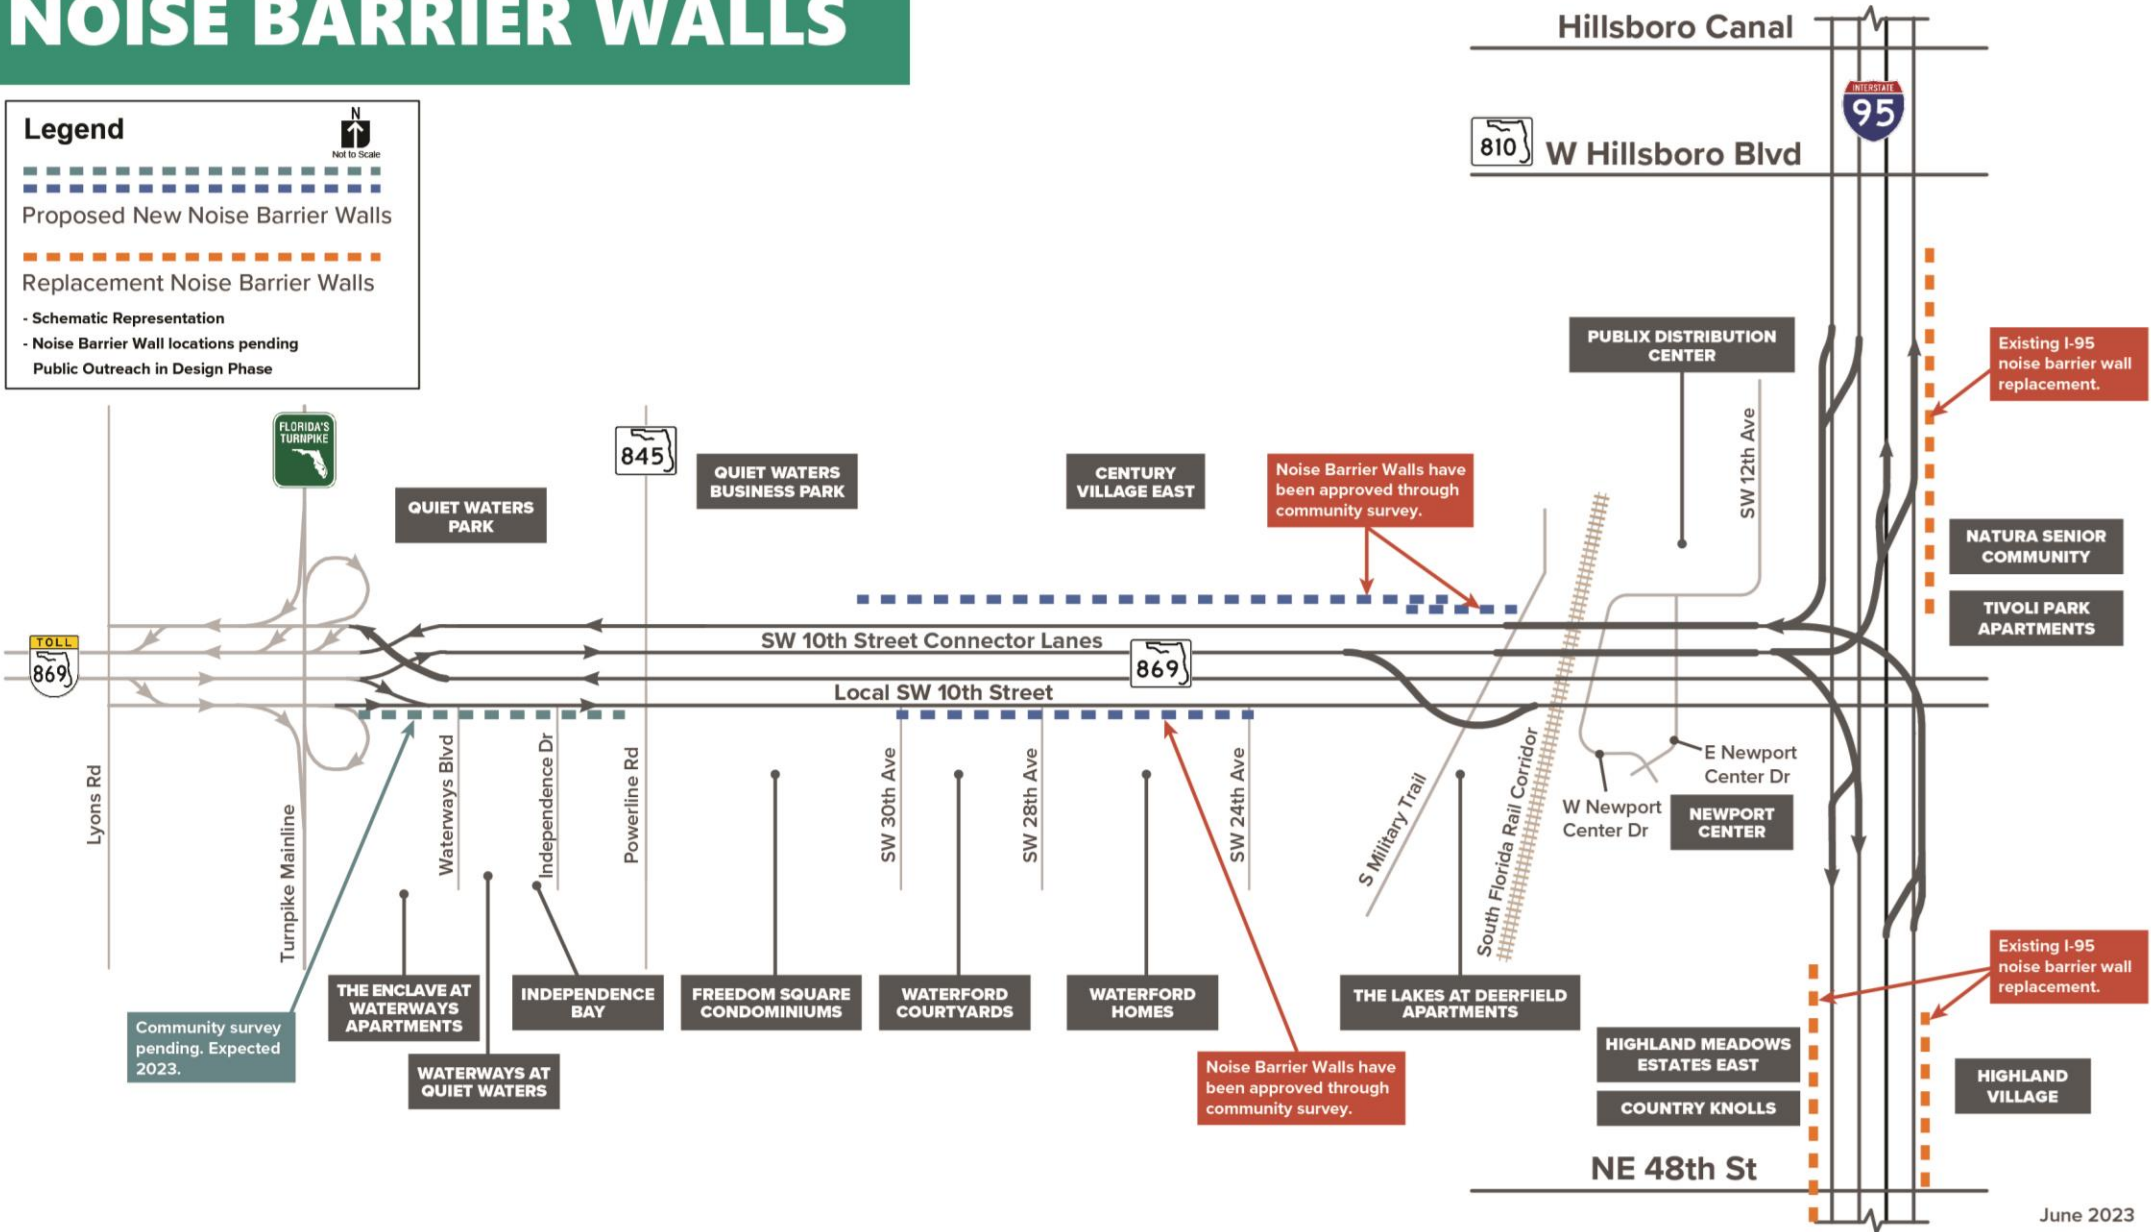 NOISE BARRIER WALLS
Legend
N
Not to Scale
Proposed New Noise Barrier Walls
Replacement Noise Barrier Walls
- Schematic Representation
- Noise Barrier Wall locations pending
Public Outreach in Design Phase
Hillsboro Canal
INTERSTATE
95
810
W Hillsboro Blvd
PUBLIX DISTRIBUTION
CENTER
Existing I-95
noise barrier wall
replacement.
SW 12th Ave
FLORIDA'S
TURNPIKE
845
QUIET WATERS
PARK
QUIET WATERS
BUSINESS PARK
CENTURY
VILLAGE EAST
Noise Barrier Walls have
been approved through
community survey.
NATURA SENIOR
COMMUNITY
TIVOLI PARK
APARTMENTS
TOLL
869
SW 10th Street Connector Lanes
869
Local SW 10th Street
Lyons Rd
Turnpike Mainline
Waterways Blvd
Independence Dr
Powerline Rd
SW 30th Ave
SW 28th Ave
SW 24th Ave
S Military Trail
South Florida Rail Corridor
E Newport
Center Dr
W Newport
Center Dr
NEWPORT
CENTER
THE ENCLAVE AT
WATERWAYS
APARTMENTS
INDEPENDENCE
BAY
FREEDOM SQUARE
CONDOMINIUMS
WATERFORD
COURTYARDS
WATERFORD
HOMES
THE LAKES AT DEERFIELD
APARTMENTS
Existing I-95
noise barrier wall
replacement.
Community survey
pending. Expected
2023.
WATERWAYS AT
QUIET WATERS
Noise Barrier Walls have
been approved through
community survey.
HIGHLAND MEADOWS
ESTATES EAST
COUNTRY KNOLLS
HIGHLAND
VILLAGE
NE 48th St
June 2023